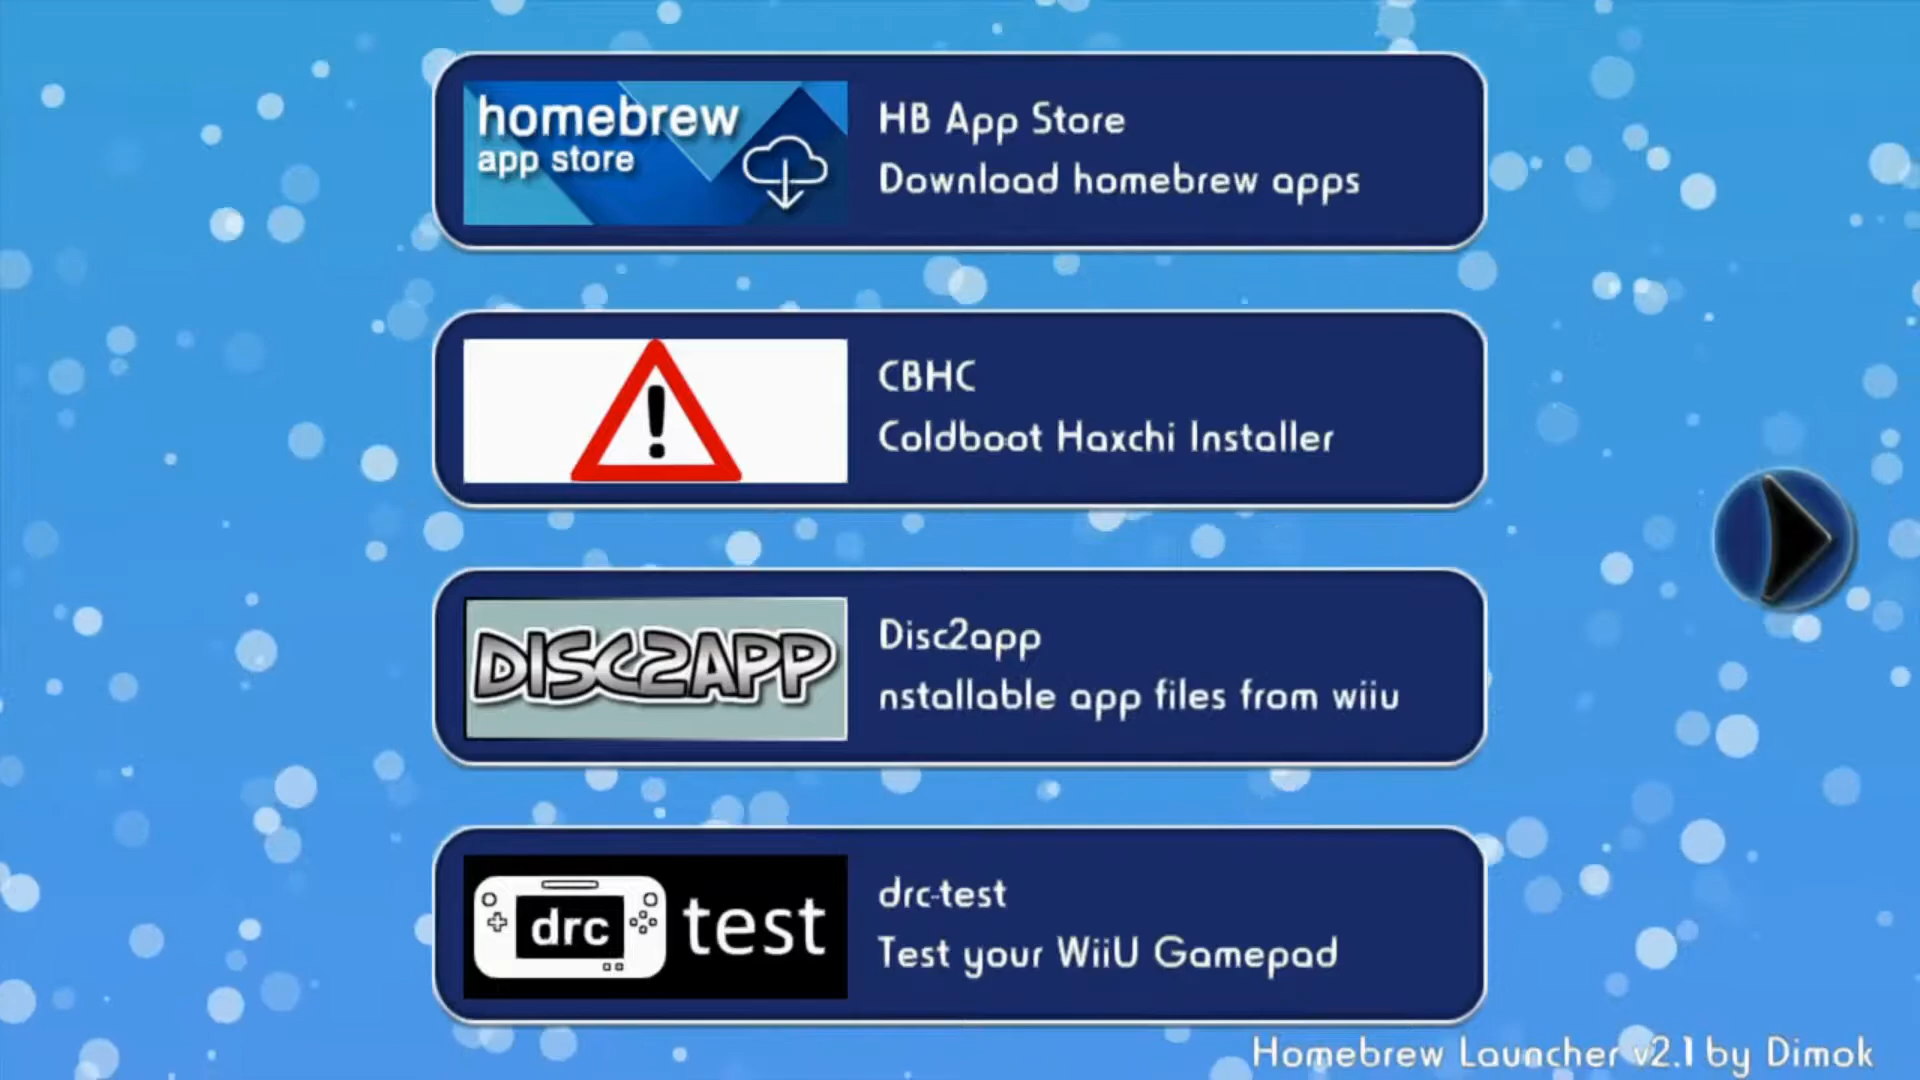 homebrew
app store
HB App Store
Download homebrew apps
!
CBHC
Coldboot Haxchi Installer
DISC2APP
Disc2app
nstallable app files from wiiu
drc test
drc-test
Test your WiiU Gamepad
Homebrew Launcher v2.1 by Dimok